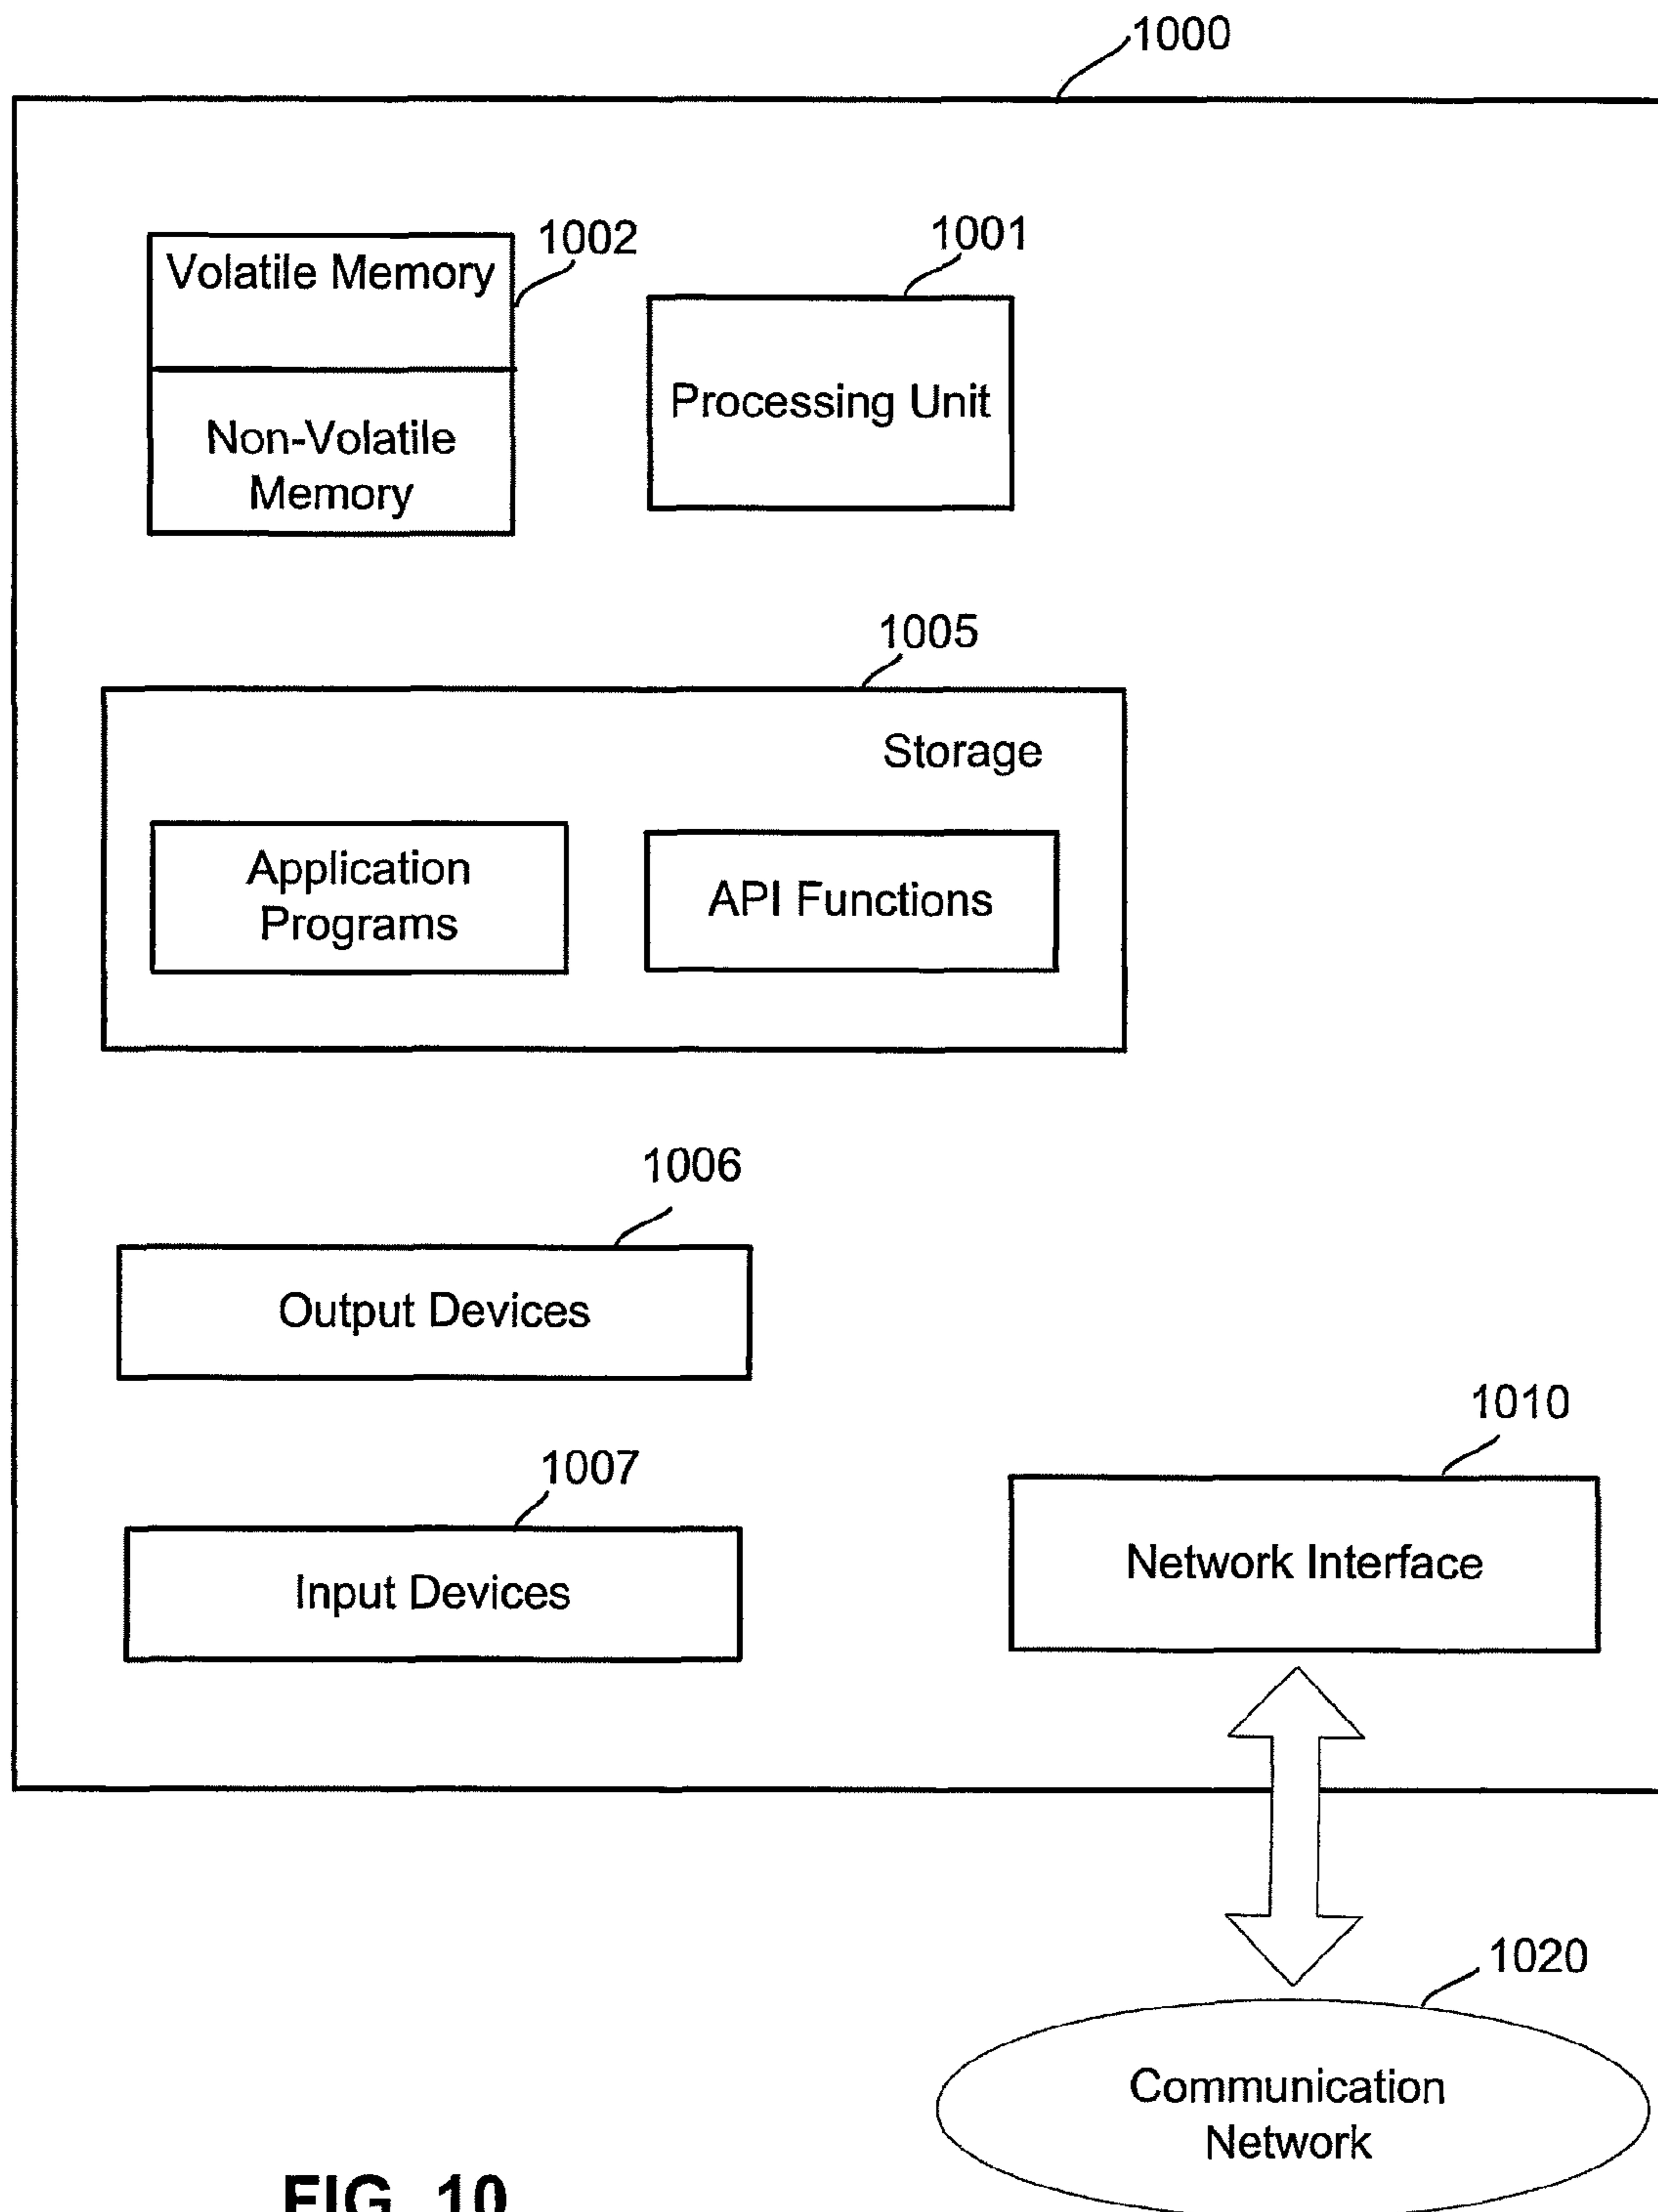 1000
1002
1001
Volatile Memory
Non-Volatile
Memory
Processing Unit
1005
Storage
Application
Programs
API Functions
1006
Output Devices
1010
1007
Network Interface
Input Devices
1020
Communication
Network
FIG. 10